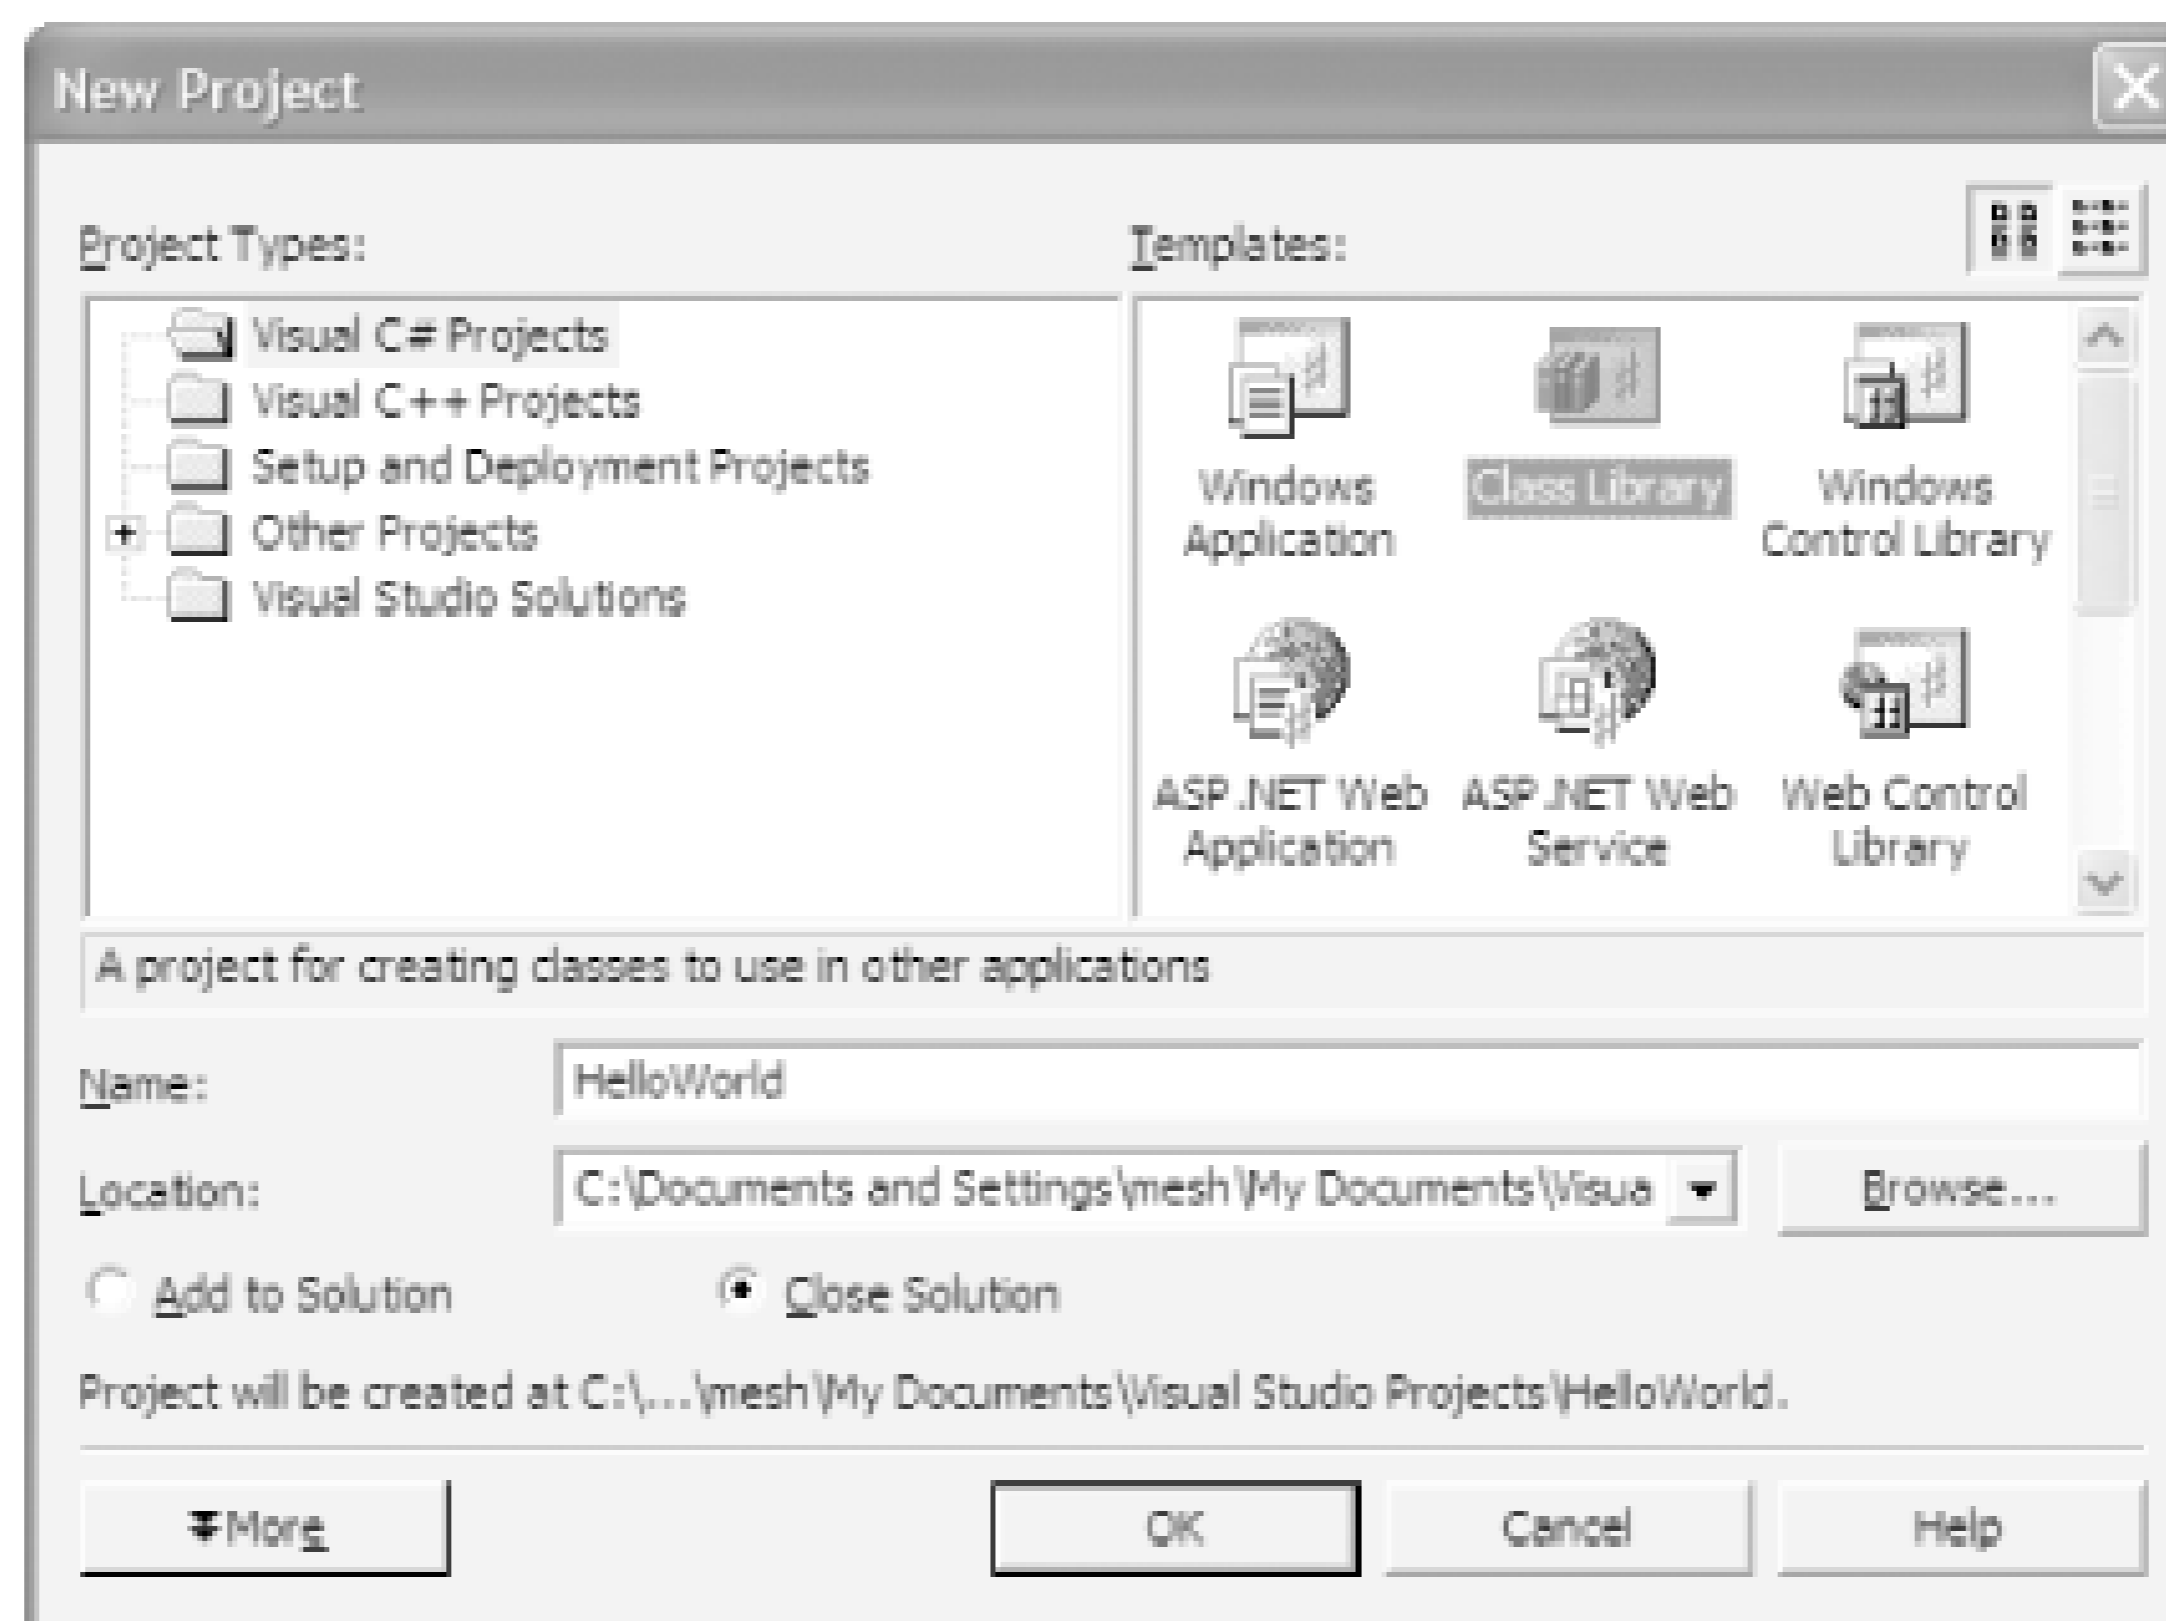 New Project
Project Types:
Templates:
Visual C# Projects
Visual C++ Projects
Setup and Deployment Projects
Other Projects
Visual Studio Solutions
Windows
Application
Class Library
Windows
Control Library
ASP.NET Web
Application
ASP.NET Web
Service
Web Control
Library
A project for creating classes to use in other applications
Name:
HelloWorld
Location:
C:\Documents and Settings\mesh\My Documents\Visua
Browse...
Add to Solution
Close Solution
Project will be created at C:\...\mesh\My Documents\Visual Studio Projects\HelloWorld.
More
OK
Cancel
Help